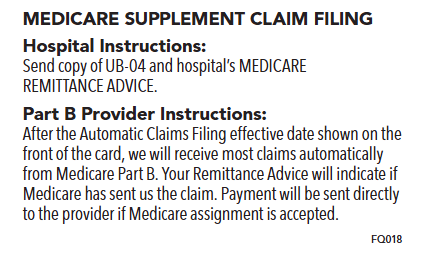 MEDICARE SUPPLEMENT CLAIM FILING
Hospital Instructions:
Send copy of UB-04 and hospital's MEDICARE
REMITTANCE ADVICE.
Part B Provider Instructions:
After the Automatic Claims Filing effective date shown on the
front of the card, we will receive most claims automatically
from Medicare Part B. Your Remittance Advice will indicate if
Medicare has sent us the claim. Payment will be sent directly
to the provider if Medicare assignment is accepted.
FQ018